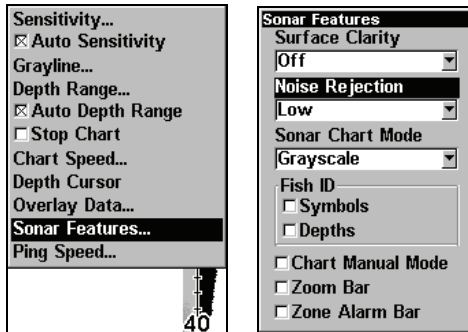 Sensitivity...
Auto Sensitivity
Grayline...
Depth Range...
Auto Depth Range
Stop Chart
Chart Speed...
Depth Cursor
Overlay Data...
Sonar Features...
Ping Speed...
40
Sonar Features
Surface Clarity
Off
Noise Rejection
Low
Sonar Chart Mode
Grayscale
Fish ID
Symbols
Depths
Chart Manual Mode
Zoom Bar
Zone Alarm Bar